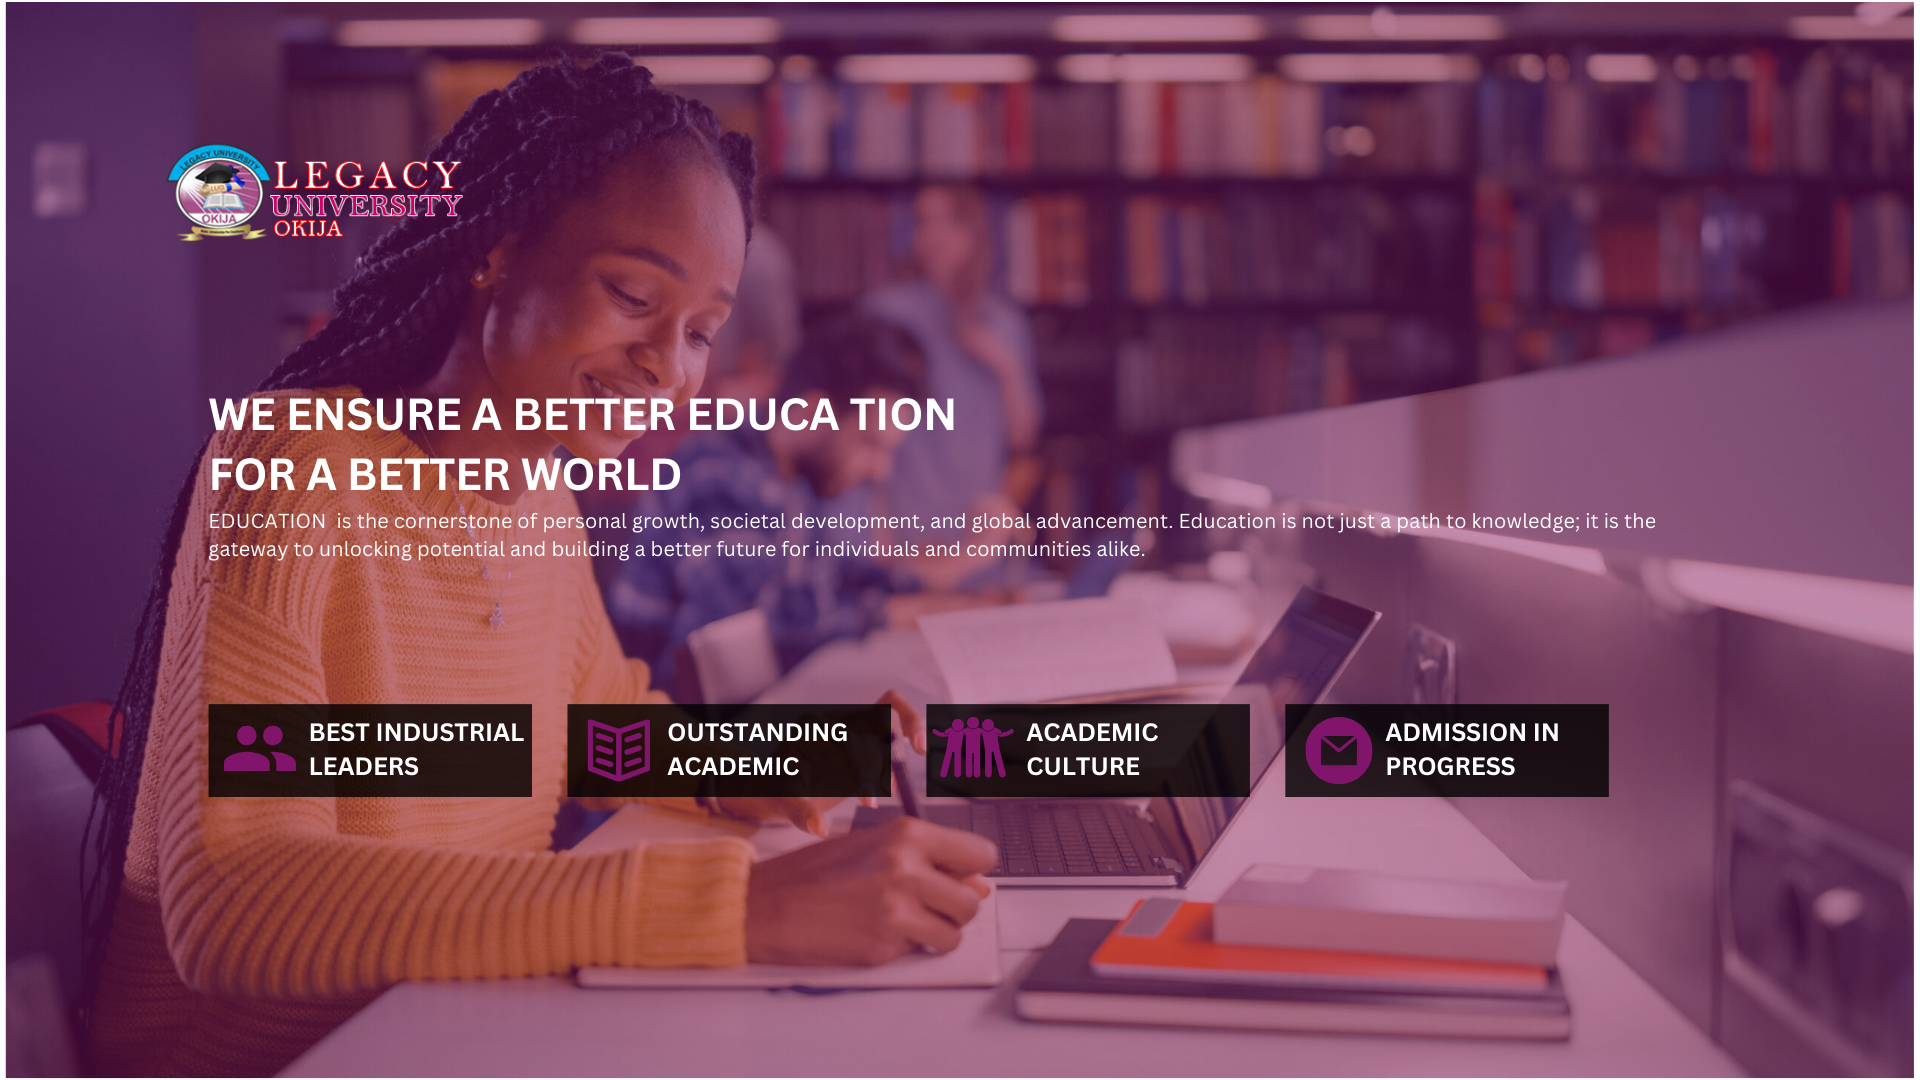 LEGACY UNIVERSITY
LUO
OKIJA
LEGACY
UNIVERSITY
OKIJA
WE ENSURE A BETTER EDUCA TION
FOR A BETTER WORLD
EDUCATION is the cornerstone of personal growth, societal development, and global advancement. Education is not just a path to knowledge; it is the
gateway to unlocking potential and building a better future for individuals and communities alike.
BEST INDUSTRIAL
LEADERS
OUTSTANDING
ACADEMIC
ACADEMIC
CULTURE
ADMISSION IN
PROGRESS